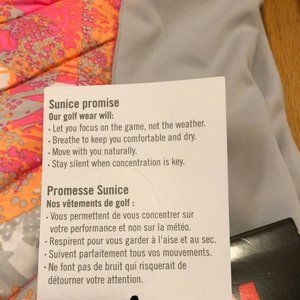 Sunice promise
Our golf wear will:
• Let you focus on the game, not the weather.
• Breathe to keep you comfortable and dry.
• Move with you naturally.
• Stay silent when concentration is key.
Promesse Sunice
Nos vêtements de golf :
• Vous permettent de vous concentrer sur
votre performance et non sur la météo.
• Respirent pour vous garder à l'aise et au sec.
• Suivent parfaitement tous vos mouvements.
• Ne font pas de bruit qui risquerait de
détourner votre attention.